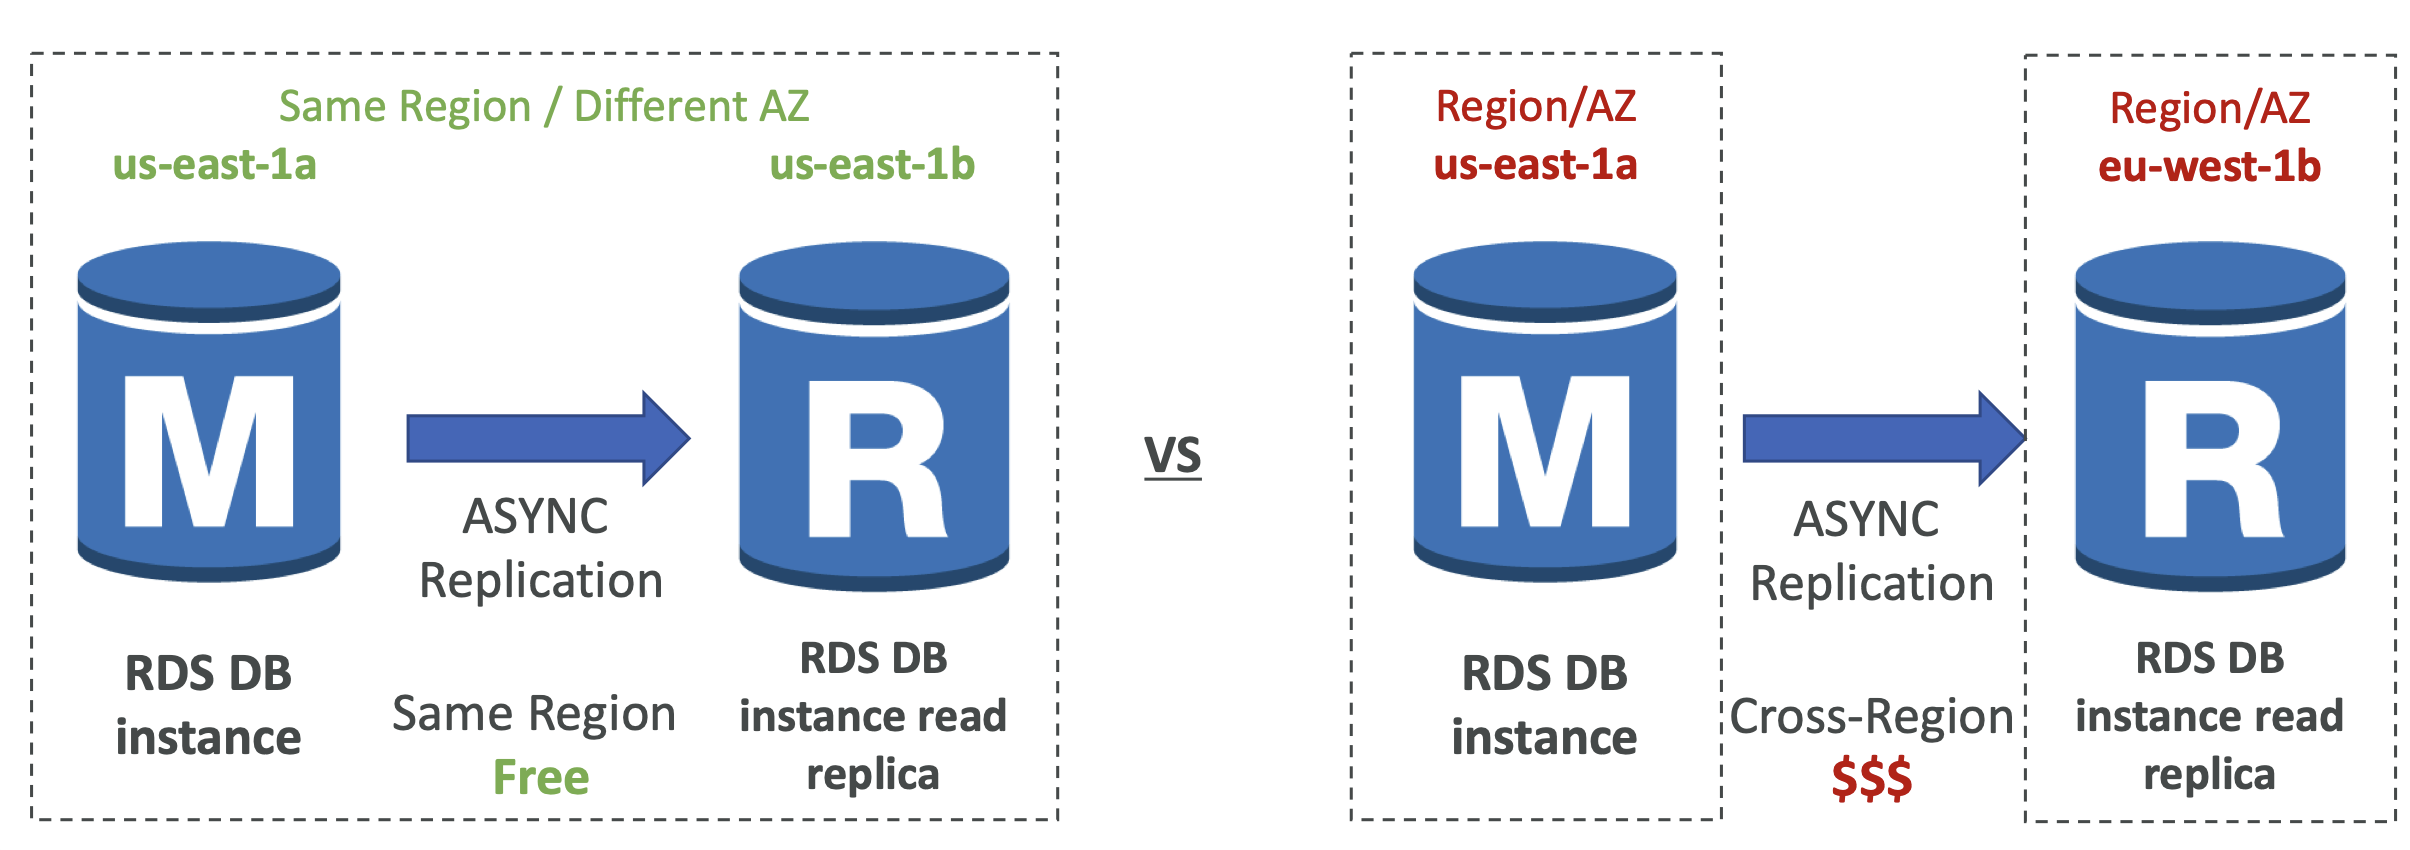 Same Region / Different AZ
us-east-1a
us-east-1b
M
R
ASYNC
Replication
RDS DB
instance
Same Region
Free
RDS DB
instance read
replica
VS
Region/AZ
us-east-1a
M
RDS DB
instance
ASYNC
Replication
Cross-Region
$$$
Region/AZ
eu-west-1b
R
RDS DB
instance read
replica